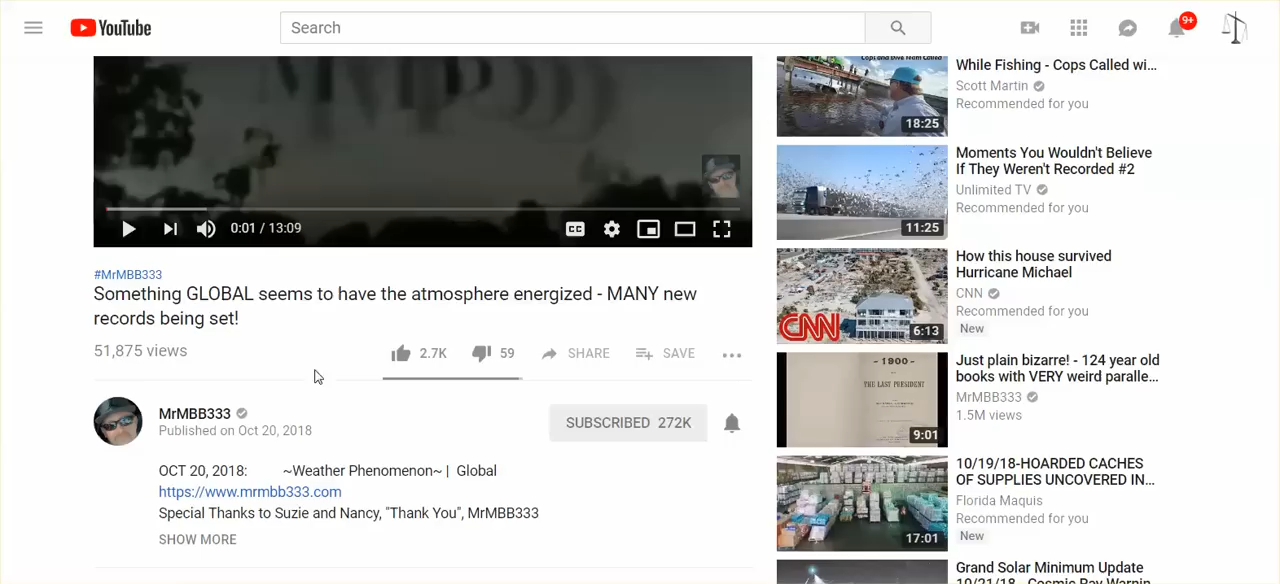 YouTube
Search
9+
0:01 / 13:09
CC
#MrMBB333
Something GLOBAL seems to have the atmosphere energized - MANY new
records being set!
51,875 views
2.7K
59
SHARE
SAVE
MrMBB333
Published on Oct 20, 2018
SUBSCRIBED 272K
OCT 20, 2018: ~Weather Phenomenon~ | Global
https://www.mrmbb333.com
Special Thanks to Suzie and Nancy, "Thank You", MrMBB333
SHOW MORE
While Fishing - Cops Called wi...
Scott Martin
Recommended for you
18:25
Moments You Wouldn't Believe
If They Weren't Recorded #2
Unlimited TV
Recommended for you
11:25
How this house survived
Hurricane Michael
CNN
Recommended for you
New
CNN
6:13
Just plain bizarre! - 124 year old
books with VERY weird paralle...
MrMBB333
1.5M views
- 1900 -
THE LAST PRESIDENT
9:01
10/19/18-HOARDED CACHES
OF SUPPLIES UNCOVERED IN...
Florida Maquis
Recommended for you
New
17:01
Grand Solar Minimum Update
10/21/18 - Cosmic Ray Warnin